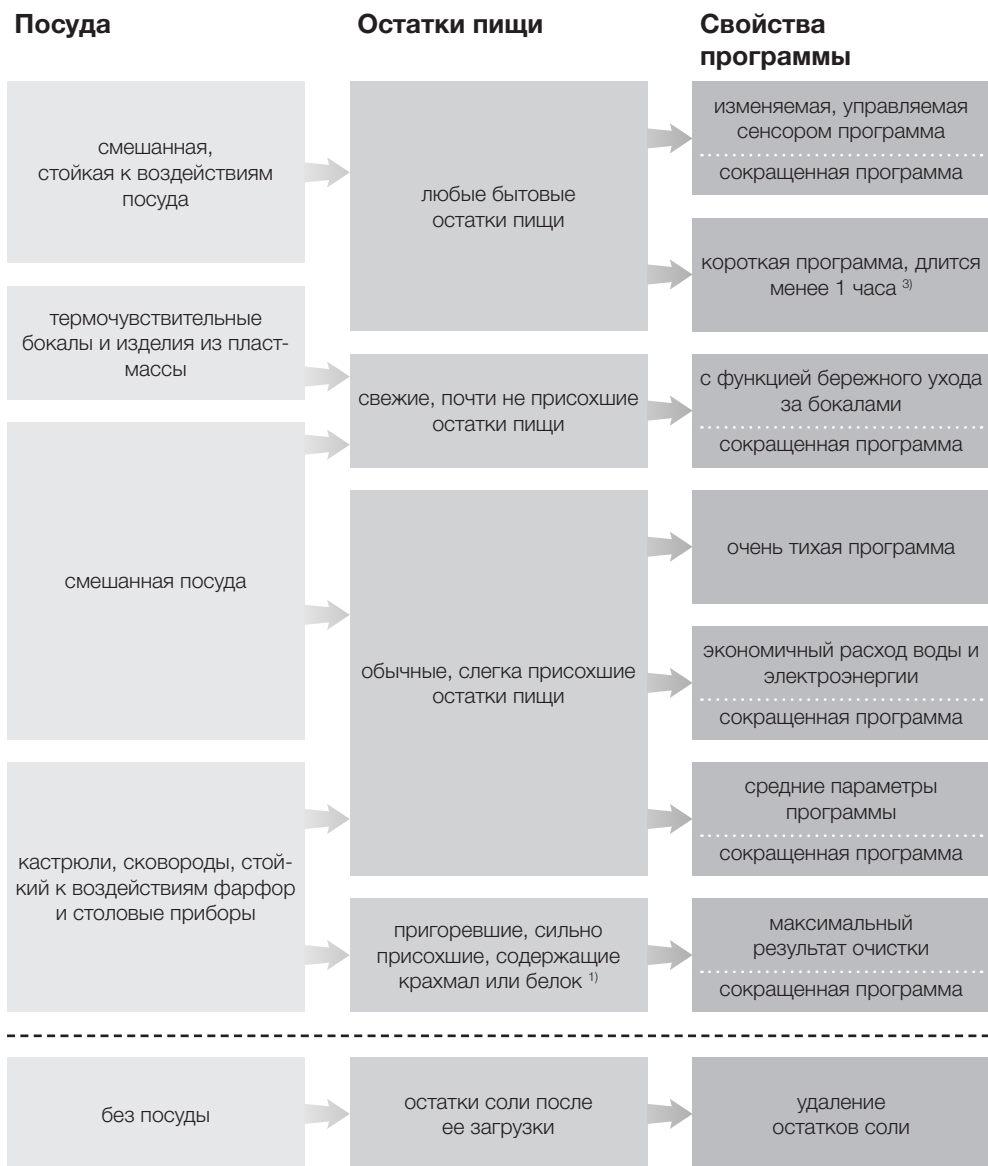 Посуда
Остатки пищи
Свойства
программы
смешанная,
стойкая к воздействиям
посуда
любые бытовые
остатки пищи
изменяемая, управляемая
сенсором программа
сокращенная программа
короткая программа, длится
менее 1 часа 3)
термочувствительные
бокалы и изделия из пласт-
массы
свежие, почти не присохшие
остатки пищи
с функцией бережного ухода
за бокалами
сокращенная программа
смешанная посуда
обычные, слегка присохшие
остатки пищи
очень тихая программа
экономичный расход воды и
электроэнергии
сокращенная программа
средние параметры
программы
сокращенная программа
кастрюли, сковороды, стой-
кий к воздействиям фарфор
и столовые приборы
пригоревшие, сильно
присохшие, содержащие
крахмал или белок 1)
максимальный
результат очистки
сокращенная программа
без посуды
остатки соли после
ее загрузки
удаление
остатков соли